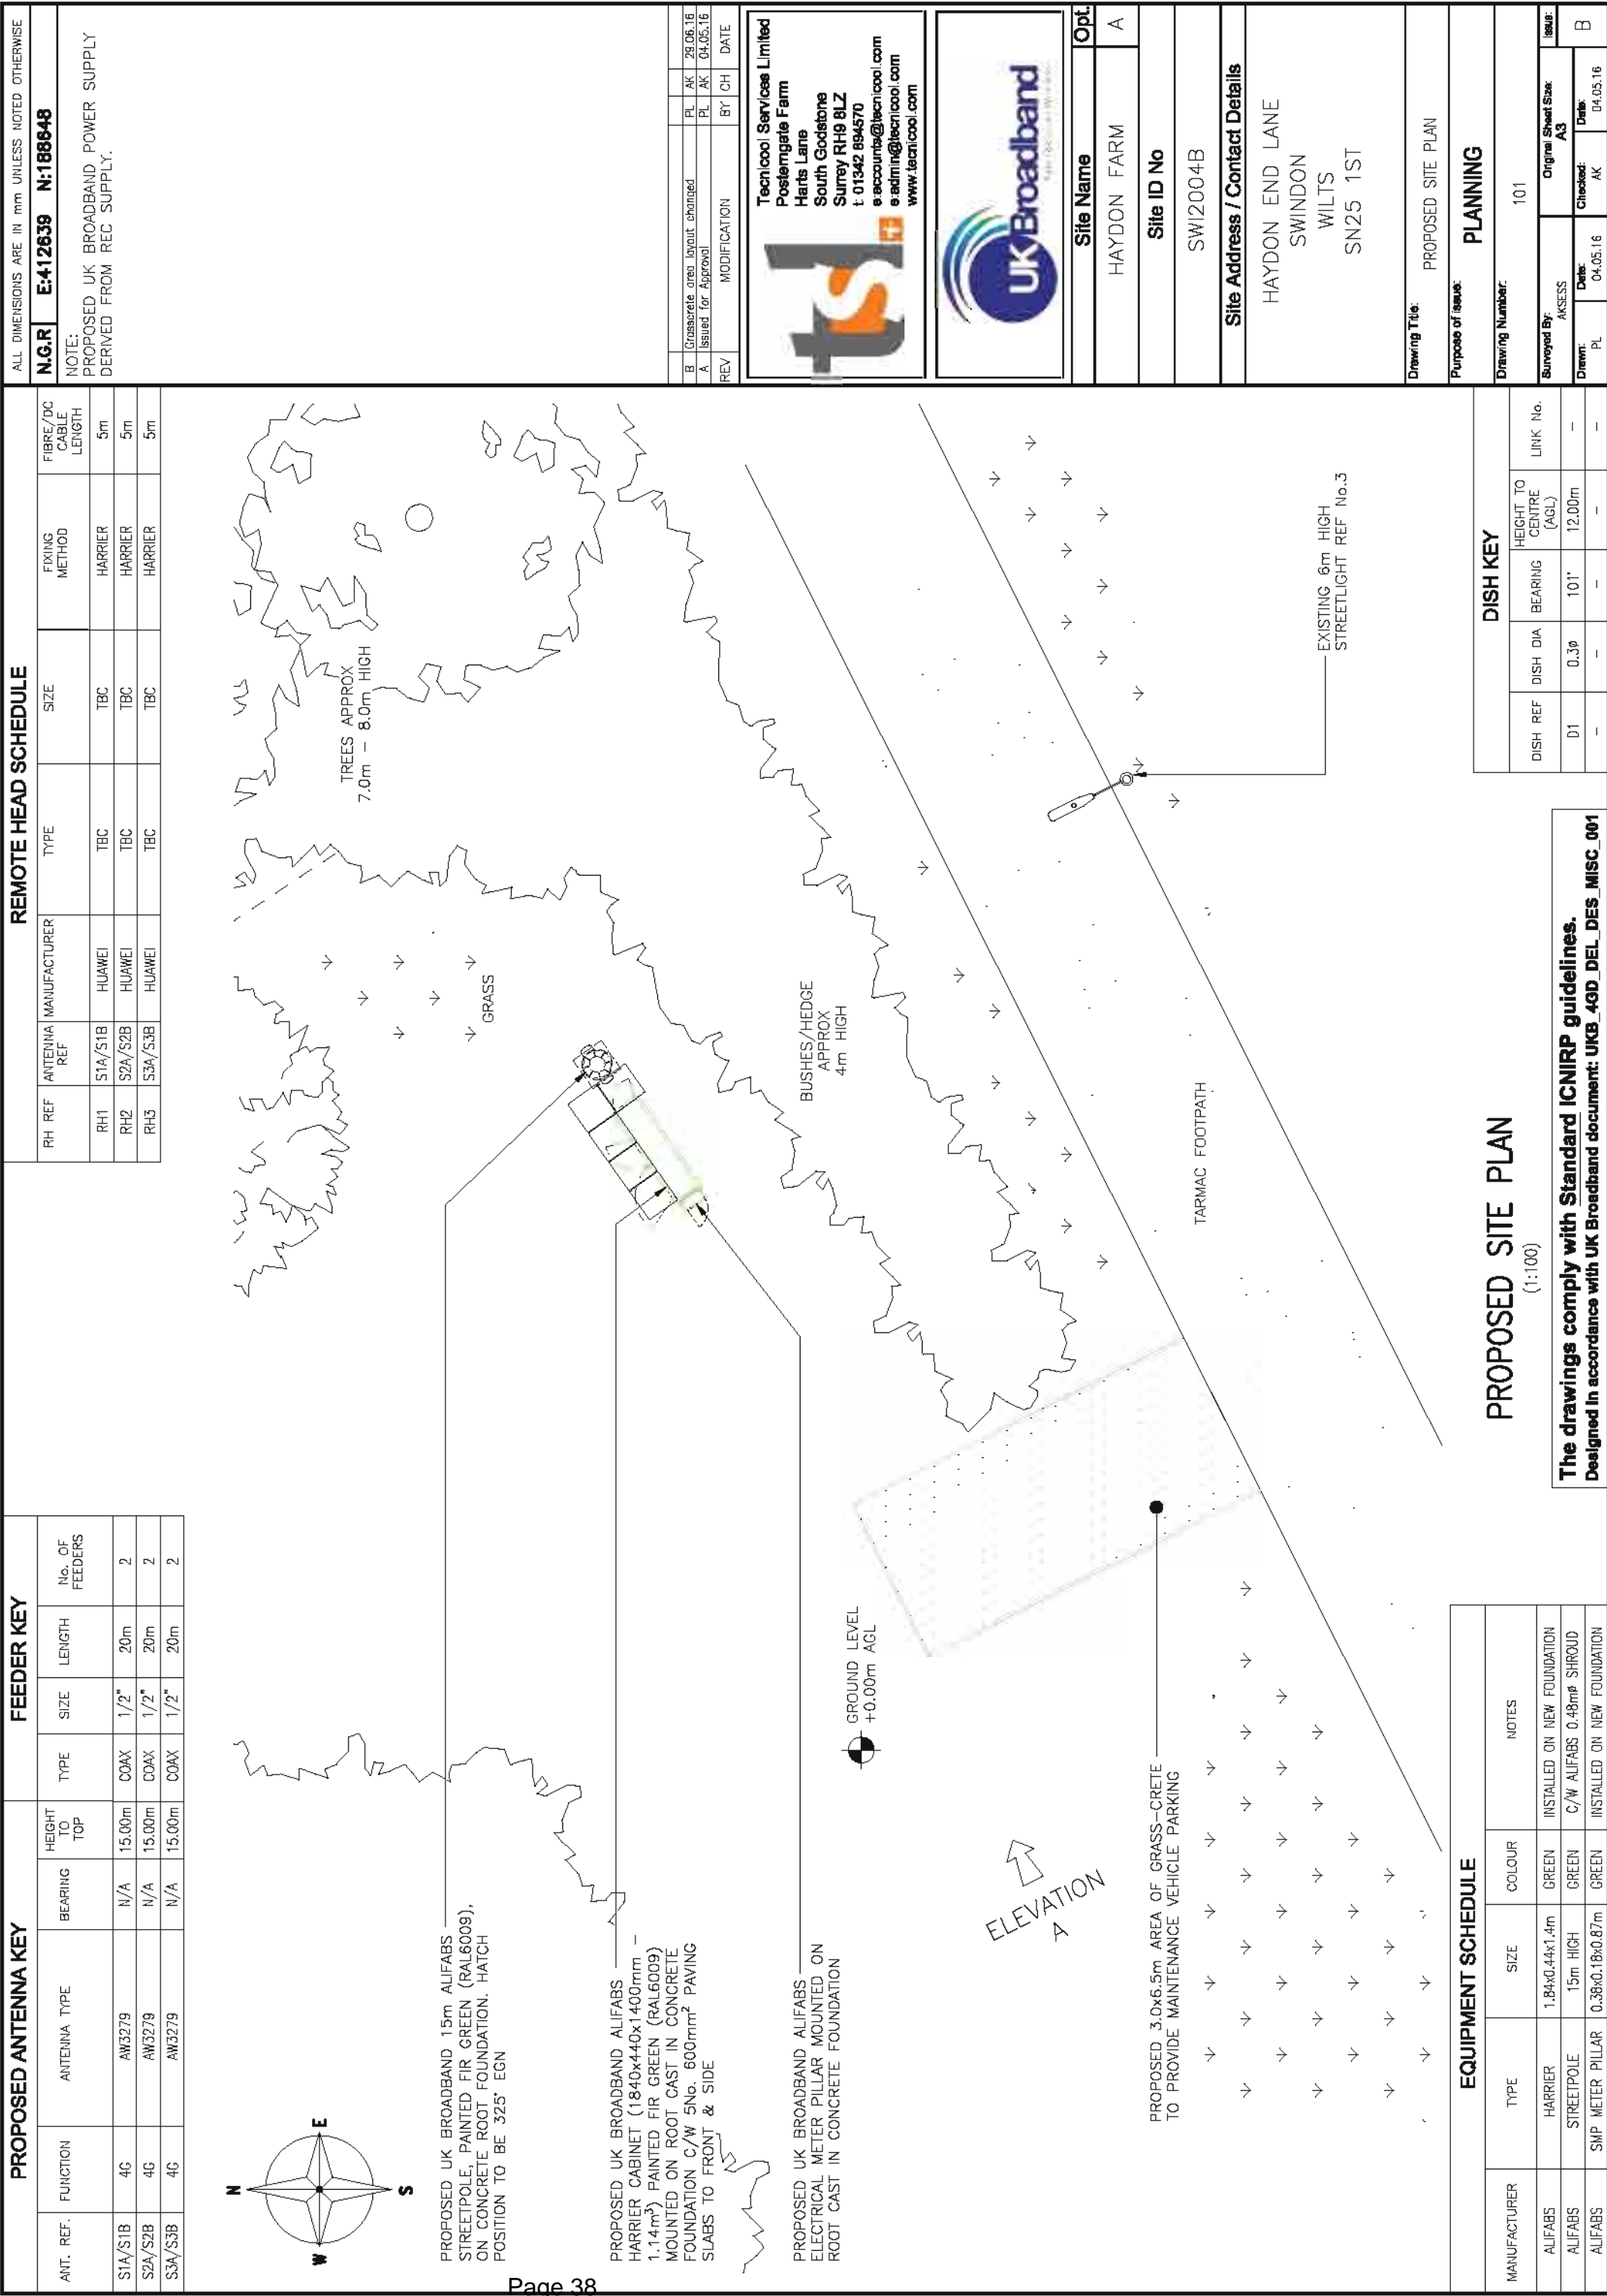 PROPOSED ANTENNA KEY
ANT. REF. FUNCTION ANTENNA TYPE BEARING HEIGHT TO TOP
S1A/S1B 4G AW3279 N/A 15.00m
S2A/S2B 4G AW3279 N/A 15.00m
S3A/S3B 4G AW3279 N/A 15.00m
FEEDER KEY
TYPE SIZE LENGTH No. OF FEEDERS
COAX 1/2" 20m 2
COAX 1/2" 20m 2
COAX 1/2" 20m 2
REMOTE HEAD SCHEDULE
RH REF ANTENNA REF MANUFACTURER TYPE SIZE FIXING METHOD FIBRE/DC CABLE LENGTH
RH1 S1A/S1B HUAWEI TBC TBC HARRIER 5m
RH2 S2A/S2B HUAWEI TBC TBC HARRIER 5m
RH3 S3A/S3B HUAWEI TBC TBC HARRIER 5m
ALL DIMENSIONS ARE IN mm UNLESS NOTED OTHERWISE
N.G.R E:412639 N:188648
NOTE:
PROPOSED UK BROADBAND POWER SUPPLY
DERIVED FROM REC SUPPLY.
N
E
S
W
PROPOSED UK BROADBAND 15m ALIFABS
STREETPOLE, PAINTED FIR GREEN (RAL6009),
ON CONCRETE ROOT FOUNDATION. HATCH
POSITION TO BE 325° EGN
PROPOSED UK BROADBAND ALIFABS
HARRIER CABINET (1840x440x1400mm –
1.14m³) PAINTED FIR GREEN (RAL6009)
MOUNTED ON ROOT CAST IN CONCRETE
FOUNDATION C/W 5No. 600mm² PAVING
SLABS TO FRONT & SIDE
PROPOSED UK BROADBAND ALIFABS
ELECTRICAL METER PILLAR MOUNTED ON
ROOT CAST IN CONCRETE FOUNDATION
GRASS
TREES APPROX
7.0m – 8.0m HIGH
BUSHES/HEDGE
APPROX
4m HIGH
GROUND LEVEL
+0.00m AGL
ELEVATION
A
PROPOSED 3.0x6.5m AREA OF GRASS-CRETE
TO PROVIDE MAINTENANCE VEHICLE PARKING
TARMAC FOOTPATH
EXISTING 6m HIGH
STREETLIGHT REF No.3
EQUIPMENT SCHEDULE
MANUFACTURER TYPE SIZE COLOUR NOTES
ALIFABS HARRIER 1.84x0.44x1.4m GREEN INSTALLED ON NEW FOUNDATION
ALIFABS STREETPOLE 15m HIGH GREEN C/W ALIFABS 0.48mø SHROUD
ALIFABS SMP METER PILLAR 0.38x0.18x0.87m GREEN INSTALLED ON NEW FOUNDATION
PROPOSED SITE PLAN
(1:100)
The drawings comply with Standard ICNIRP guidelines.
Designed in accordance with UK Broadband document: UKB_4GD_DEL_DES_MISC_001
DISH KEY
DISH REF DISH DIA BEARING HEIGHT TO CENTRE (AGL) LINK No.
D1 0.3ø 101° 12.00m –
– – – – –
B Grasscrete area layout changed PL AK 29.06.16
A Issued for Approval PL AK 04.05.16
REV MODIFICATION BY CH DATE
tsl
Tecnicool Services Limited
Posterngate Farm
Harts Lane
South Godstone
Surrey RH9 8LZ
t: 01342 894570
e:accounts@tecnicool.com
e:admin@tecnicool.com
www.tecnicool.com
UK Broadband
Site Name Opt.
HAYDON FARM A
Site ID No
SWI2004B
Site Address / Contact Details
HAYDON END LANE
SWINDON
WILTS
SN25 1ST
Drawing Title:
PROPOSED SITE PLAN
Purpose of issue:
PLANNING
Drawing Number:
101
Surveyed By: AKSESS Original Sheet Size: A3 Issue: B
Drawn: PL Date: 04.05.16 Checked: AK Date: 04.05.16
Page 38